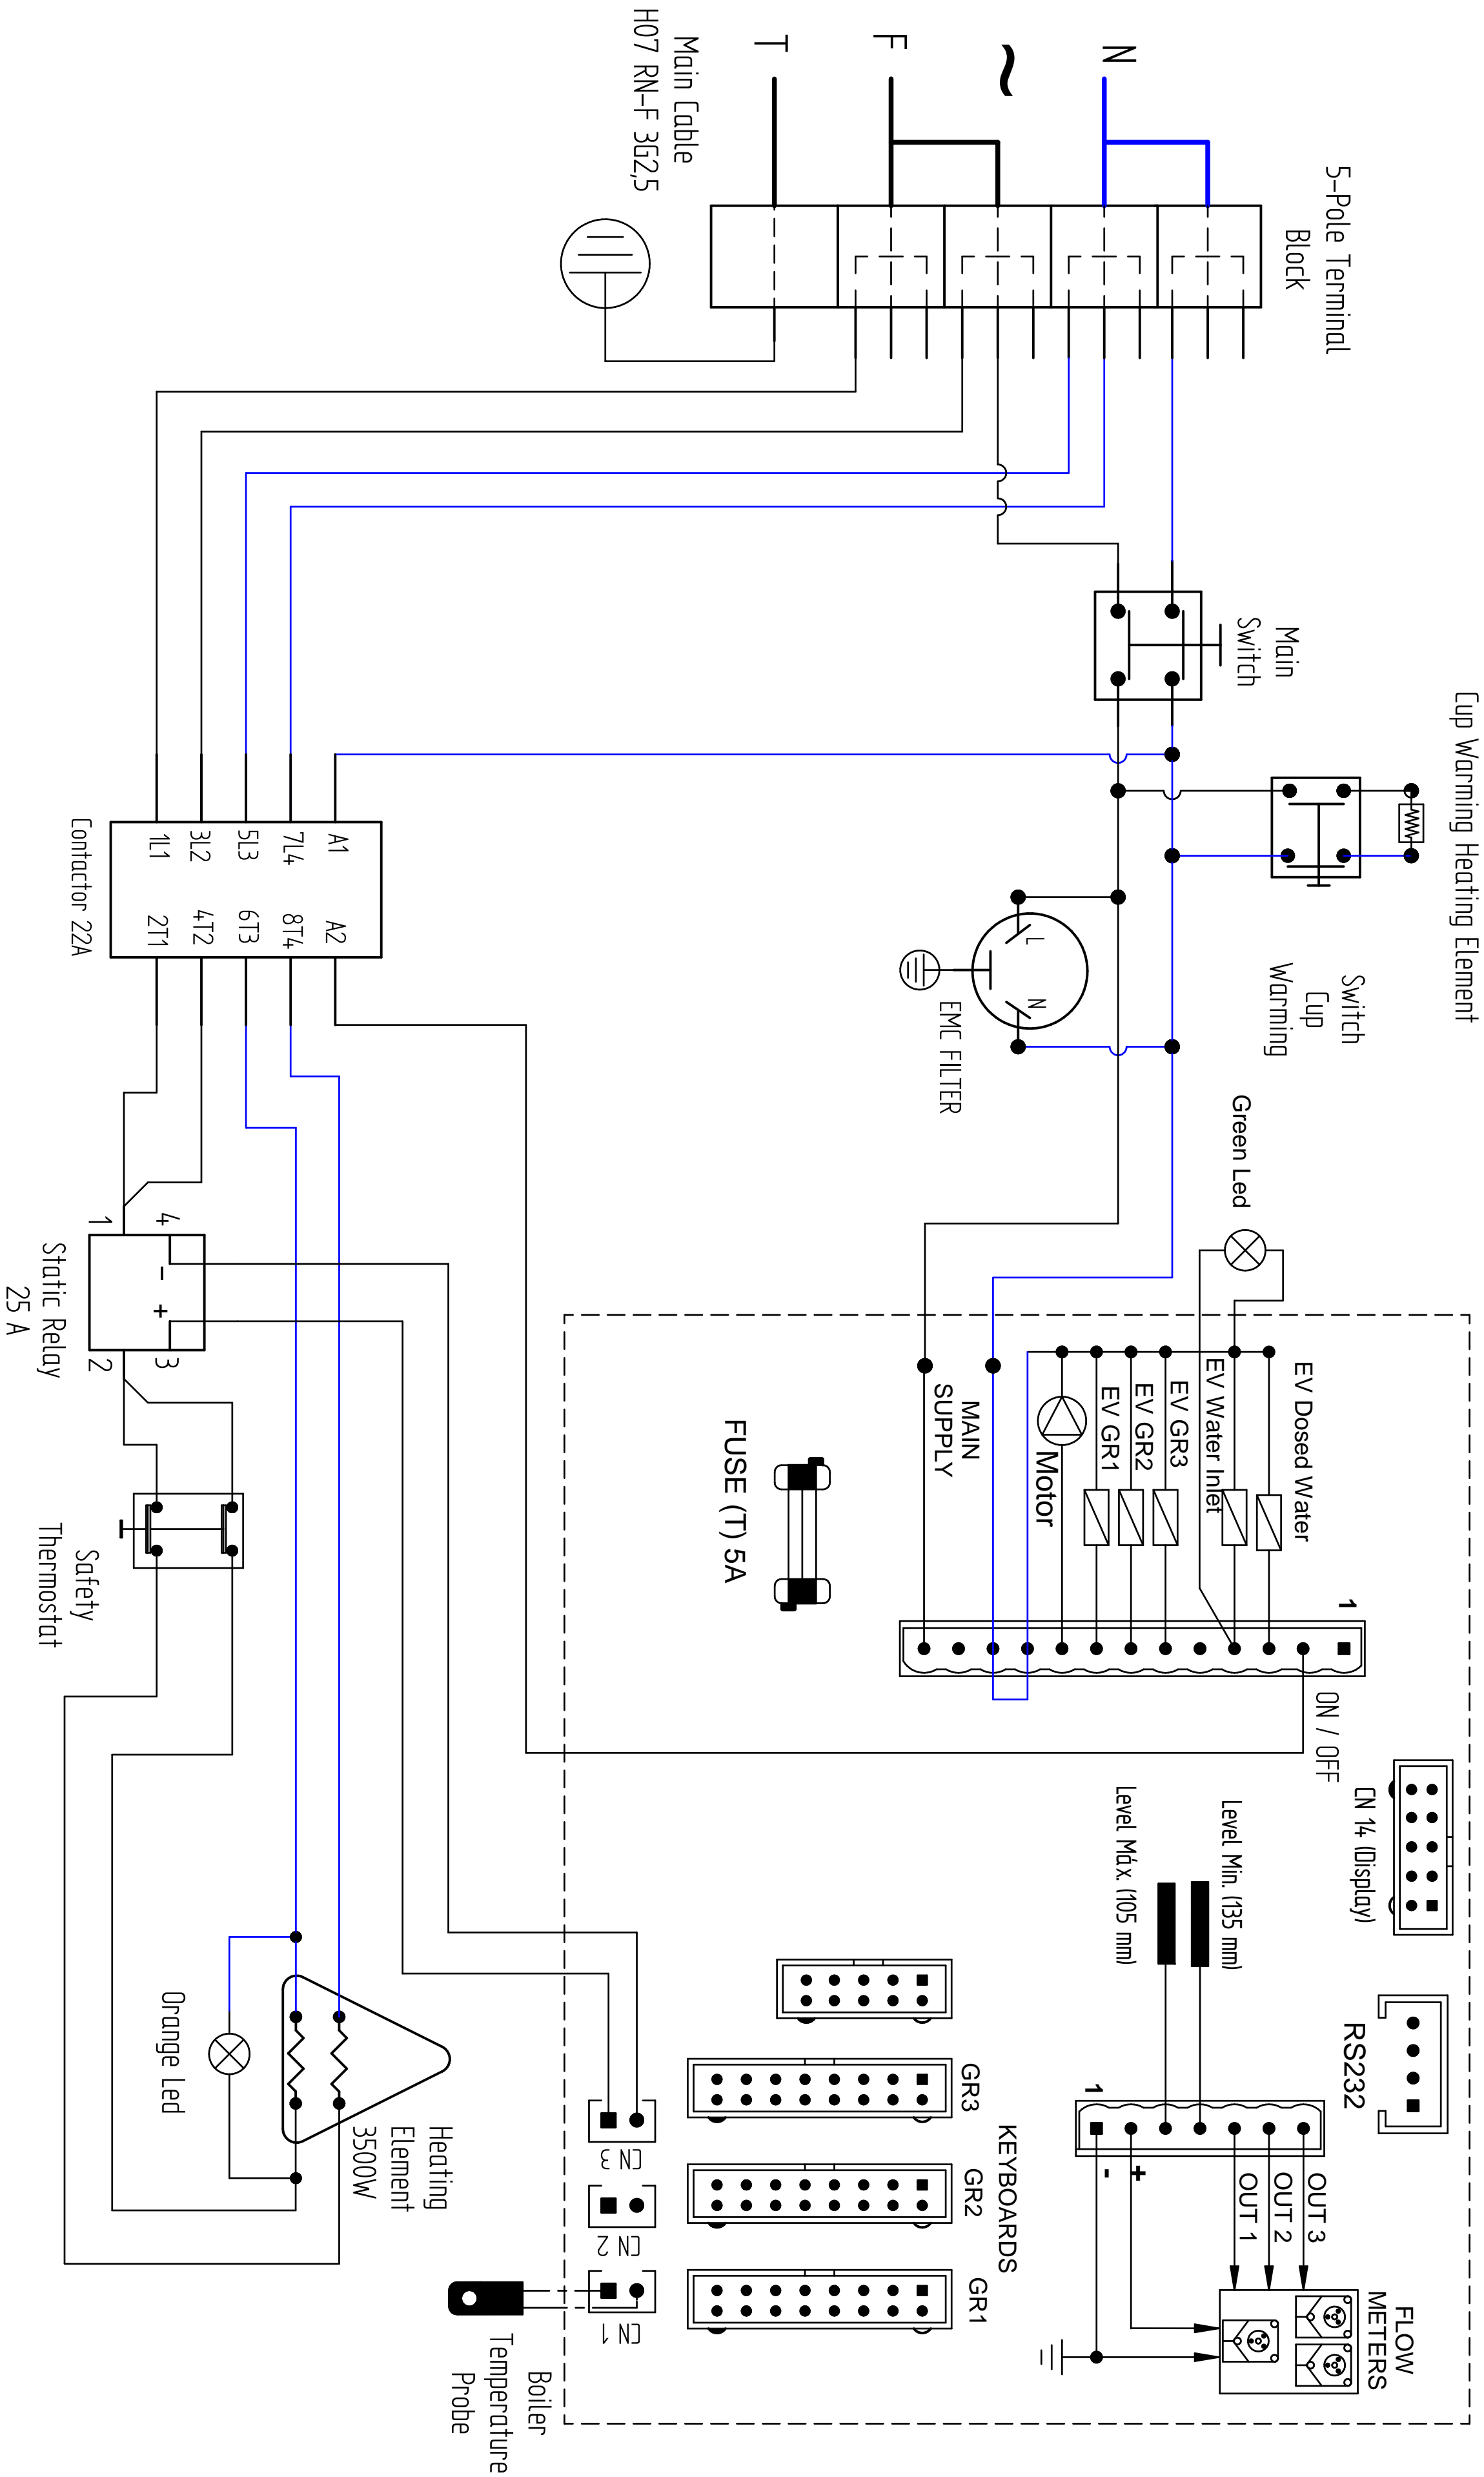 5-Pole Terminal
Block
N
~
F
T
Main Cable
H07 RN-F 3G2,5
Main
Switch
Cup Warming Heating Element
Switch
Cup
Warming
L
N
EMC FILTER
A1
7L4
5L3
3L2
1L1
A2
8T4
6T3
4T2
2T1
Contactor 22A
Green Led
4
1
-
+
3
2
Static Relay
25 A
Safety
Thermostat
EV Dosed Water
EV Water Inlet
EV GR3
EV GR2
EV GR1
Motor
MAIN
SUPPLY
FUSE (T) 5A
1
ON / OFF
CN 14 (Display)
Level Min. (135 mm)
Level Máx. (105 mm)
RS232
1
-
+
OUT 3
OUT 2
OUT 1
FLOW
METERS
KEYBOARDS
GR3
GR2
GR1
CN 3
CN 2
CN 1
Orange Led
Heating
Element
3500W
Boiler
Temperature
Probe